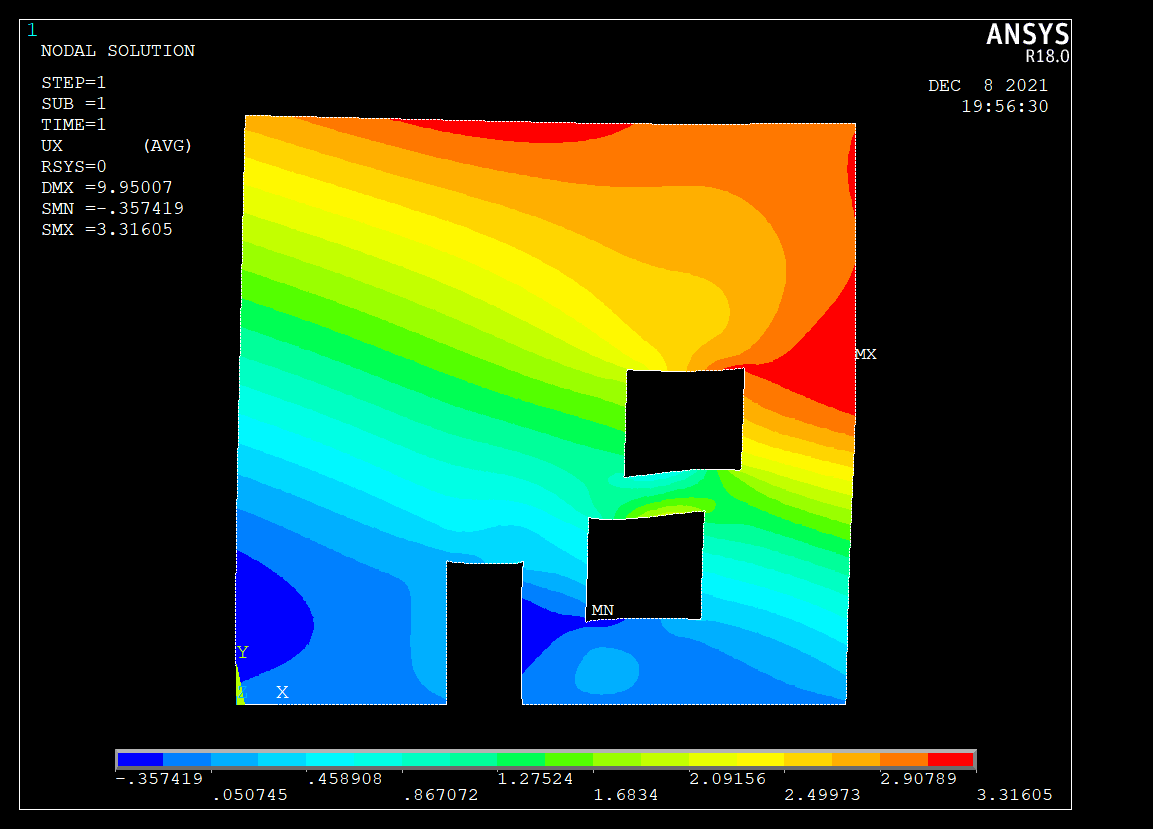 1
ANSYS
R18.0
NODAL SOLUTION
DEC 8 2021
19:56:30
STEP=1
SUB =1
TIME=1
UX (AVG)
RSYS=0
DMX =9.95007
SMN =-.357419
SMX =3.31605
MX
MN
Y
X
-.357419 .458908 1.27524 2.09156 2.90789
.050745 .867072 1.6834 2.49973 3.31605